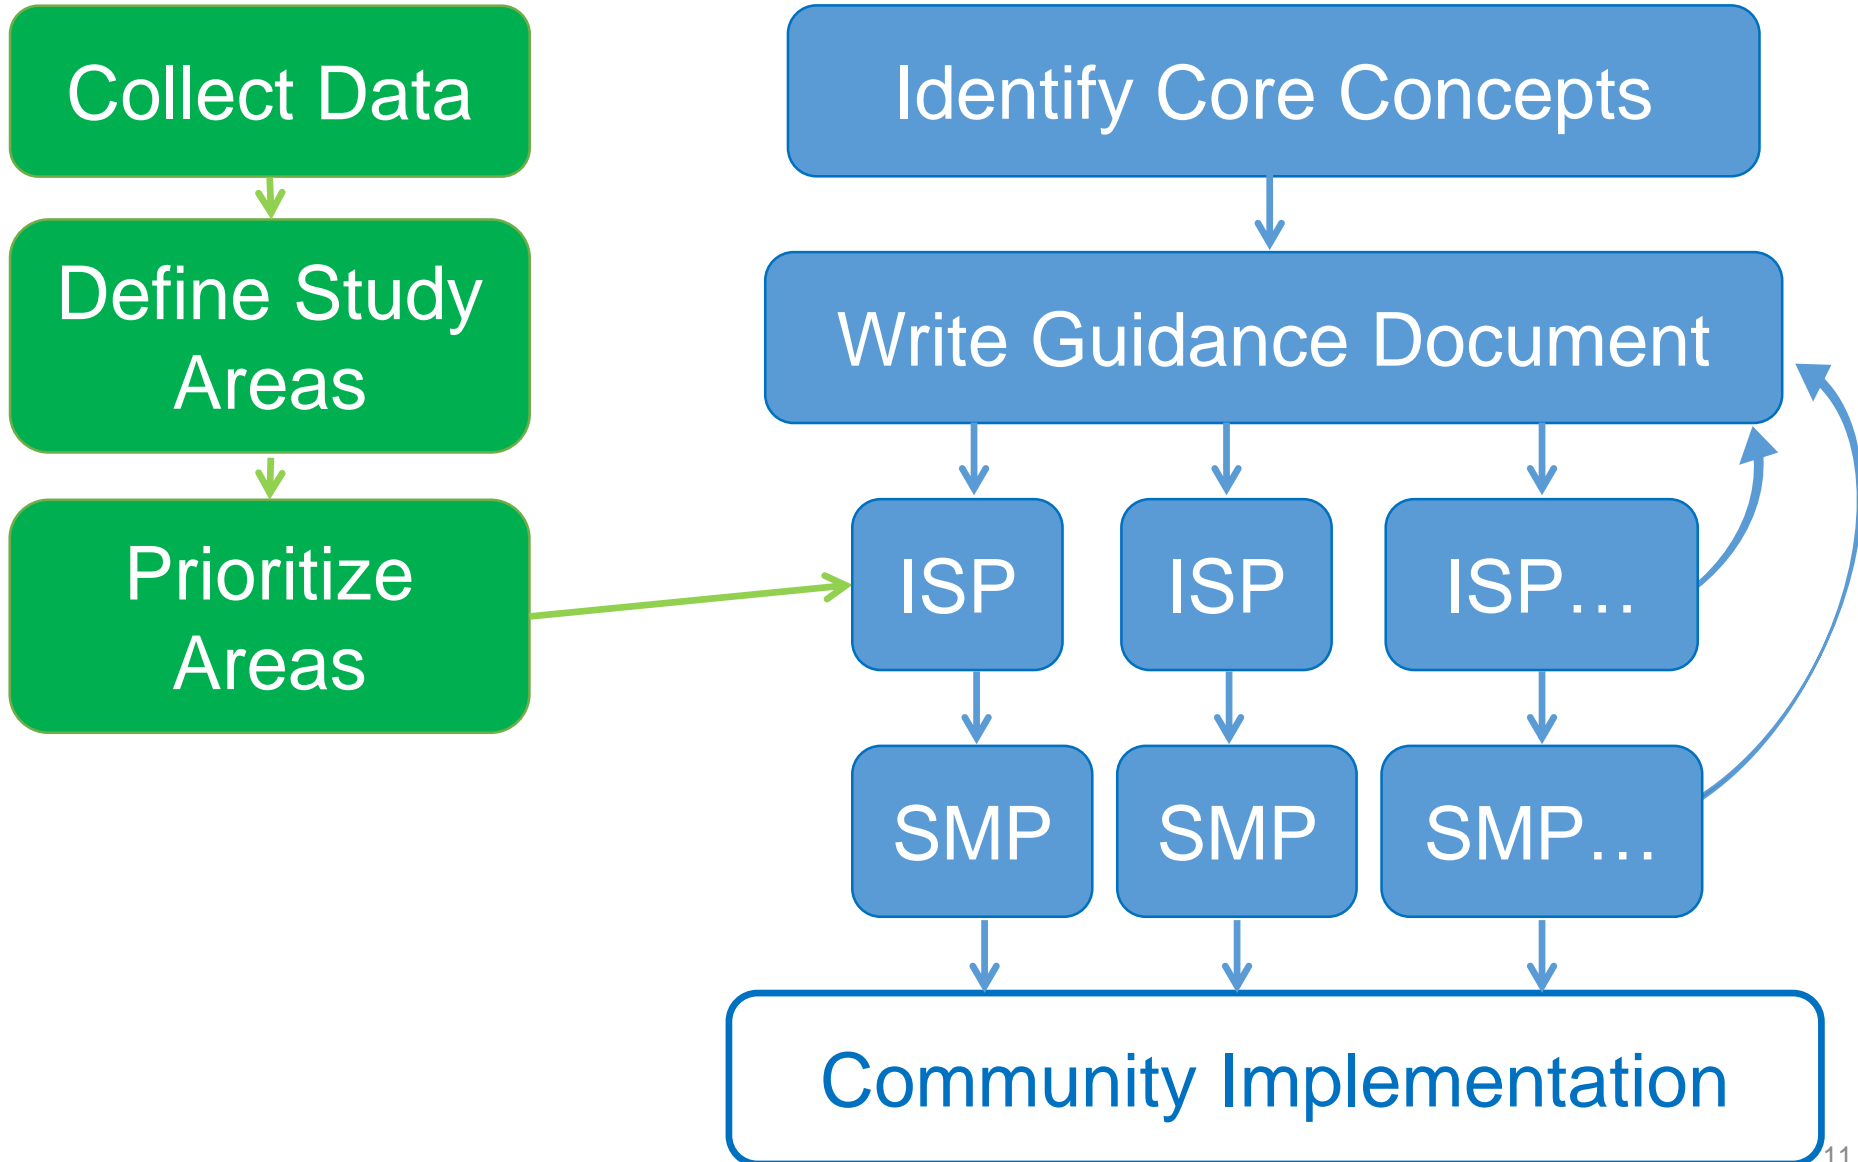 Collect Data
Define Study
Areas
Prioritize
Areas
Identify Core Concepts
Write Guidance Document
ISP
ISP
ISP…
SMP
SMP
SMP…
Community Implementation
11